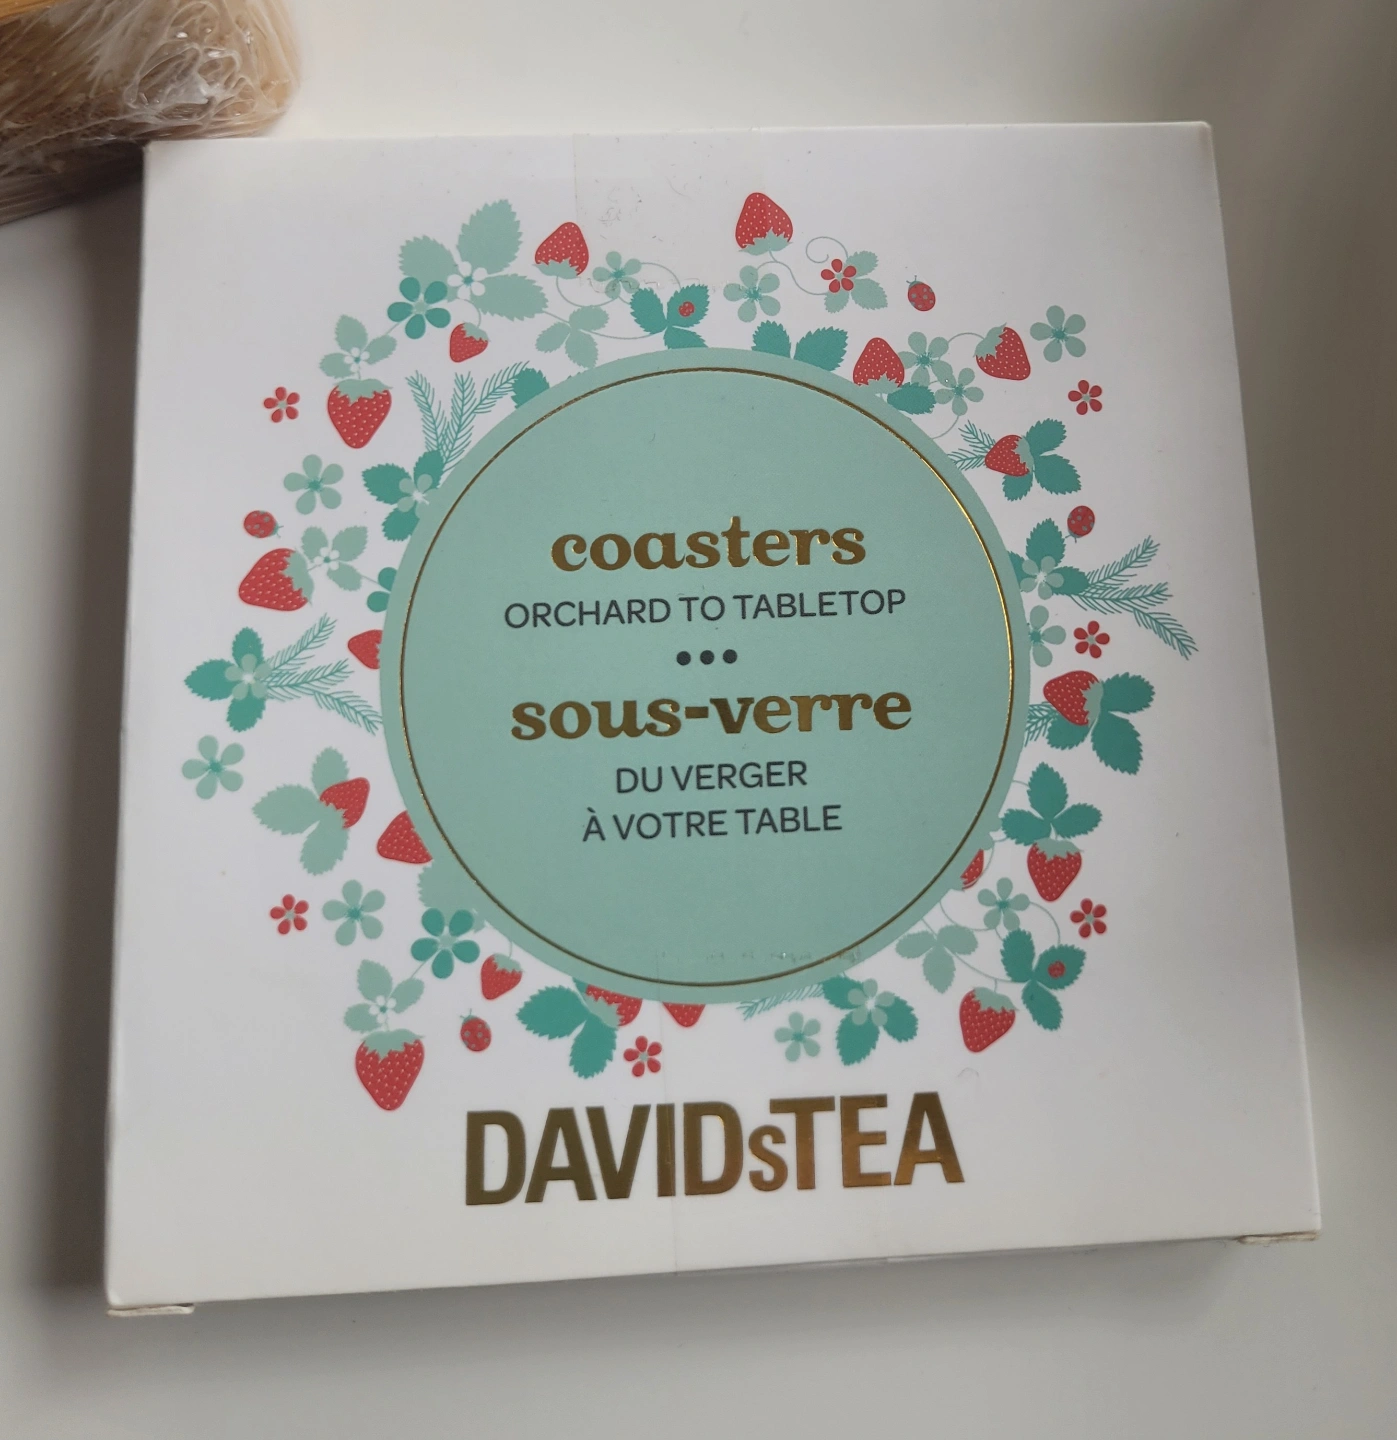 coasters
ORCHARD TO TABLETOP
•••
sous-verre
DU VERGER
À VOTRE TABLE
DAVIDsTEA